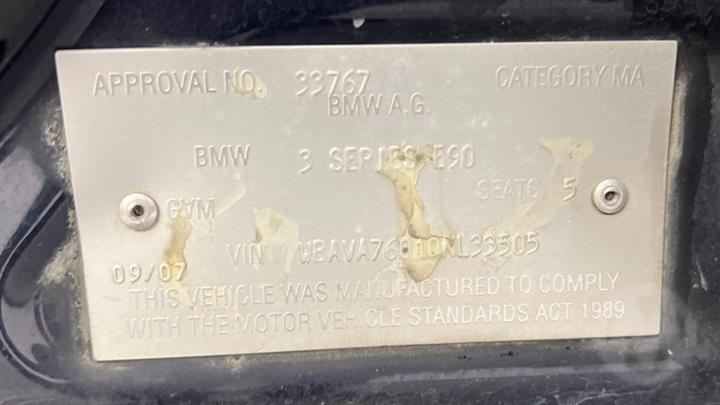 APPROVAL NO. 33767 CATEGORY MA
BMW A.G.
BMW 3 SERIES E90
SEATS 5
GVM
VIN
09/07
THIS VEHICLE WAS MANUFACTURED TO COMPLY
WITH THE MOTOR VEHICLE STANDARDS ACT 1989